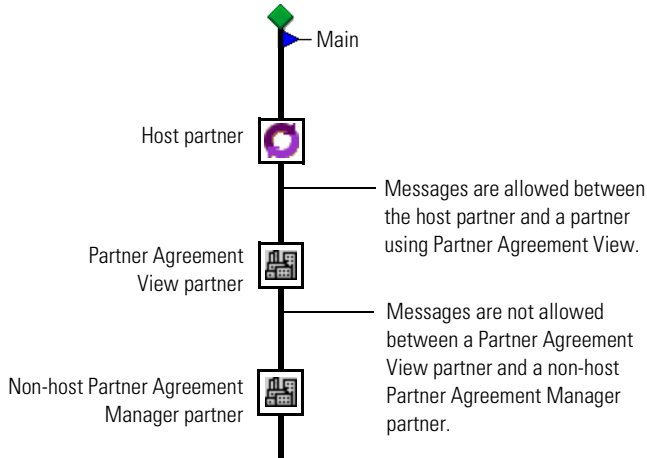 Main
Host partner
Messages are allowed between
the host partner and a partner
using Partner Agreement View.
Partner Agreement
View partner
Messages are not allowed
between a Partner Agreement
View partner and a non-host
Partner Agreement Manager
partner.
Non-host Partner Agreement
Manager partner